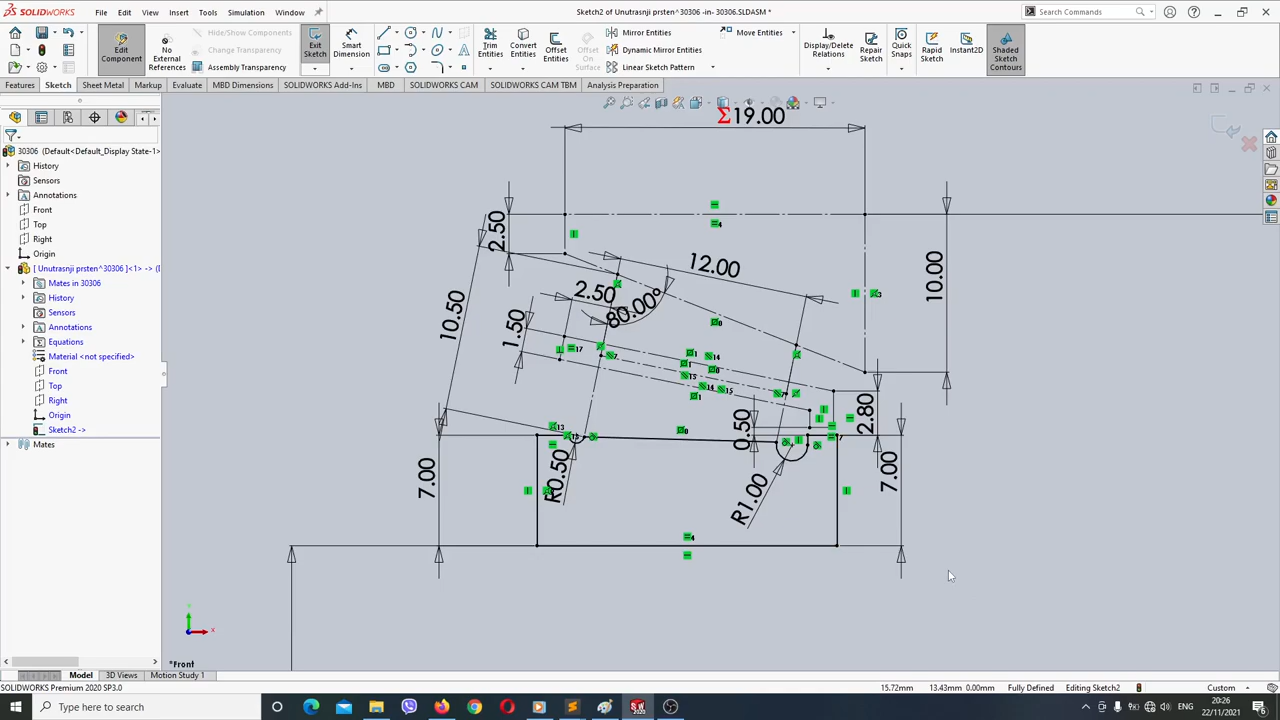 SOLIDWORKS
File Edit View Insert Tools Simulation Window
Sketch2 of Unutrasnji prsten^30306 -in- 30306.SLDASM *
Search Commands
Edit Component
No External References
Hide/Show Components
Change Transparency
Assembly Transparency
Exit Sketch
Smart Dimension
Trim Entities
Convert Entities
Offset Entities
Offset On Surface
Mirror Entities
Dynamic Mirror Entities
Linear Sketch Pattern
Move Entities
Display/Delete Relations
Repair Sketch
Quick Snaps
Rapid Sketch
Instant2D
Shaded Sketch Contours
Features Sketch Sheet Metal Markup Evaluate MBD Dimensions SOLIDWORKS Add-Ins MBD SOLIDWORKS CAM SOLIDWORKS CAM TBM Analysis Preparation
30306 (Default<Default_Display State-1>
History
Sensors
Annotations
Front
Top
Right
Origin
[ Unutrasnji prsten^30306 ]<1> -> (D
Mates in 30306
History
Sensors
Annotations
Equations
Material <not specified>
Front
Top
Right
Origin
Sketch2 ->
Mates
Σ19.00
2.50
12.00
10.00
2.50
80.00°
10.50
1.50
2.80
0.50
7.00
R0.50
R1.00
7.00
*Front
Model 3D Views Motion Study 1
SOLIDWORKS Premium 2020 SP3.0
15.72mm 13.43mm 0.00mm Fully Defined Editing Sketch2
Custom
Type here to search
ENG
20:26
22/11/2021